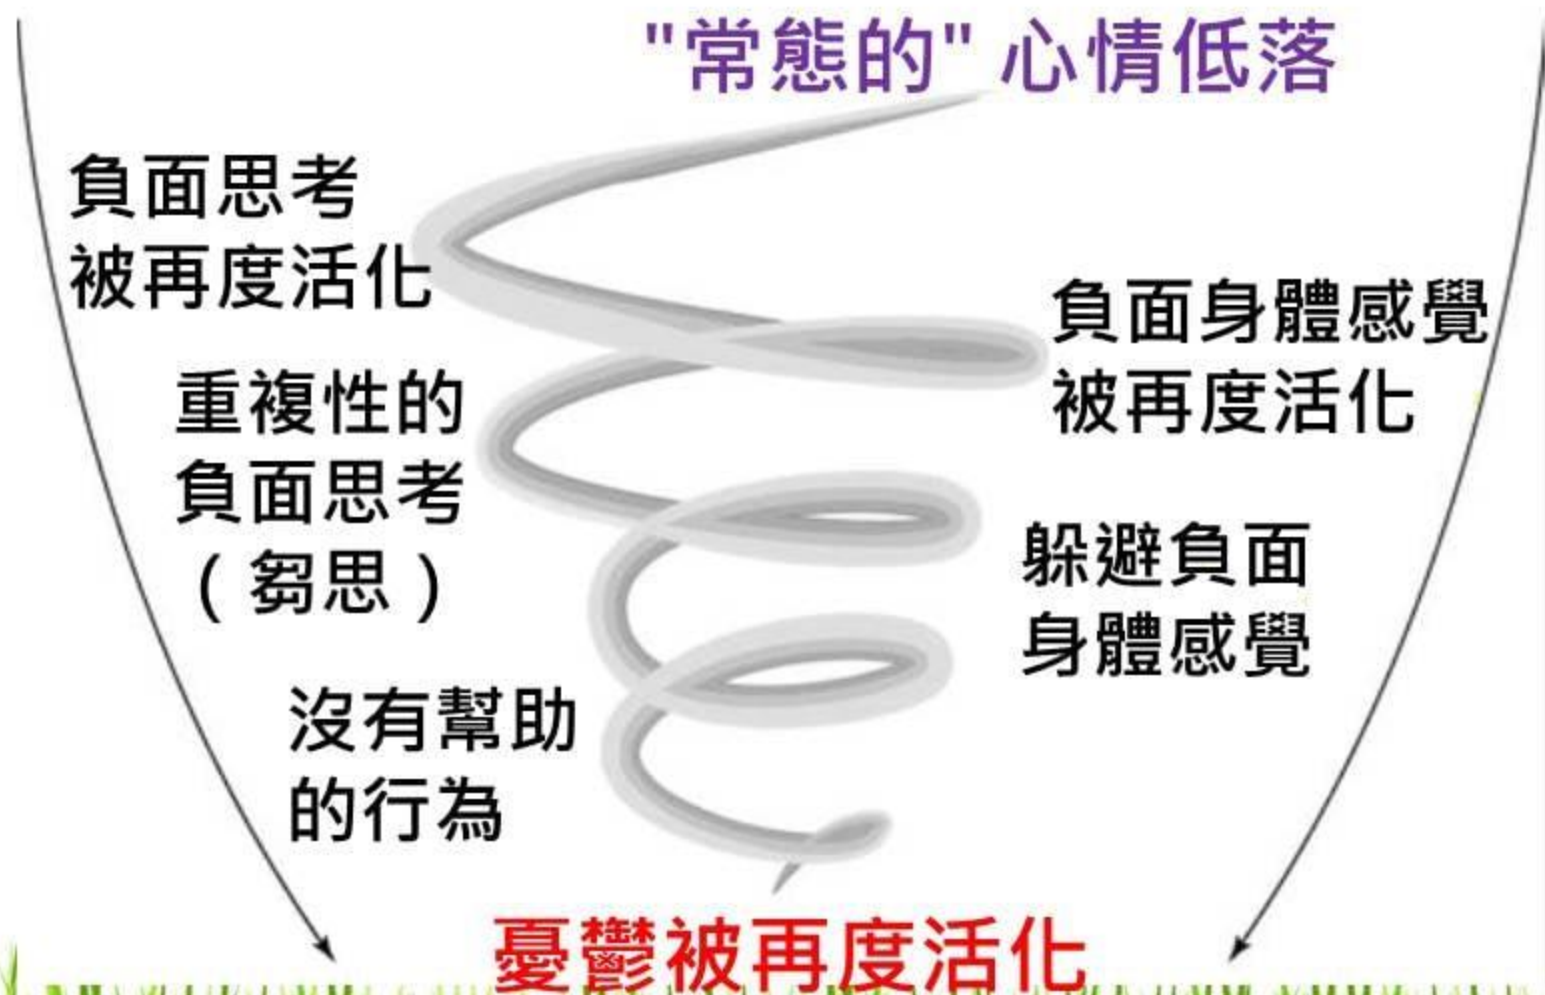 "常態的" 心情低落
負面思考
被再度活化
負面身體感覺
被再度活化
重複性的
負面思考
（芻思）
躲避負面
身體感覺
沒有幫助
的行為
憂鬱被再度活化